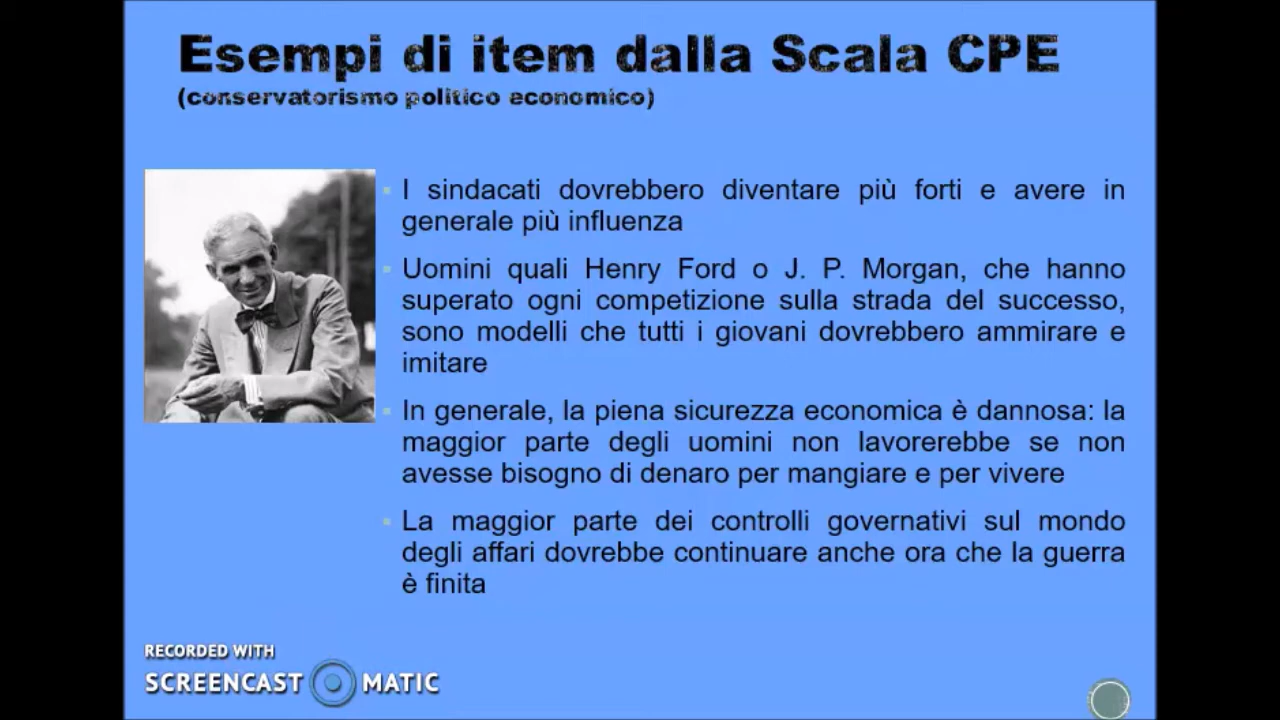 Esempi di item dalla Scala CPE
(conservatorismo politico economico)
I sindacati dovrebbero diventare più forti e avere in
generale più influenza
Uomini quali Henry Ford o J. P. Morgan, che hanno
superato ogni competizione sulla strada del successo,
sono modelli che tutti i giovani dovrebbero ammirare e
imitare
In generale, la piena sicurezza economica è dannosa: la
maggior parte degli uomini non lavorerebbe se non
avesse bisogno di denaro per mangiare e per vivere
La maggior parte dei controlli governativi sul mondo
degli affari dovrebbe continuare anche ora che la guerra
è finita
RECORDED WITH
SCREENCAST MATIC